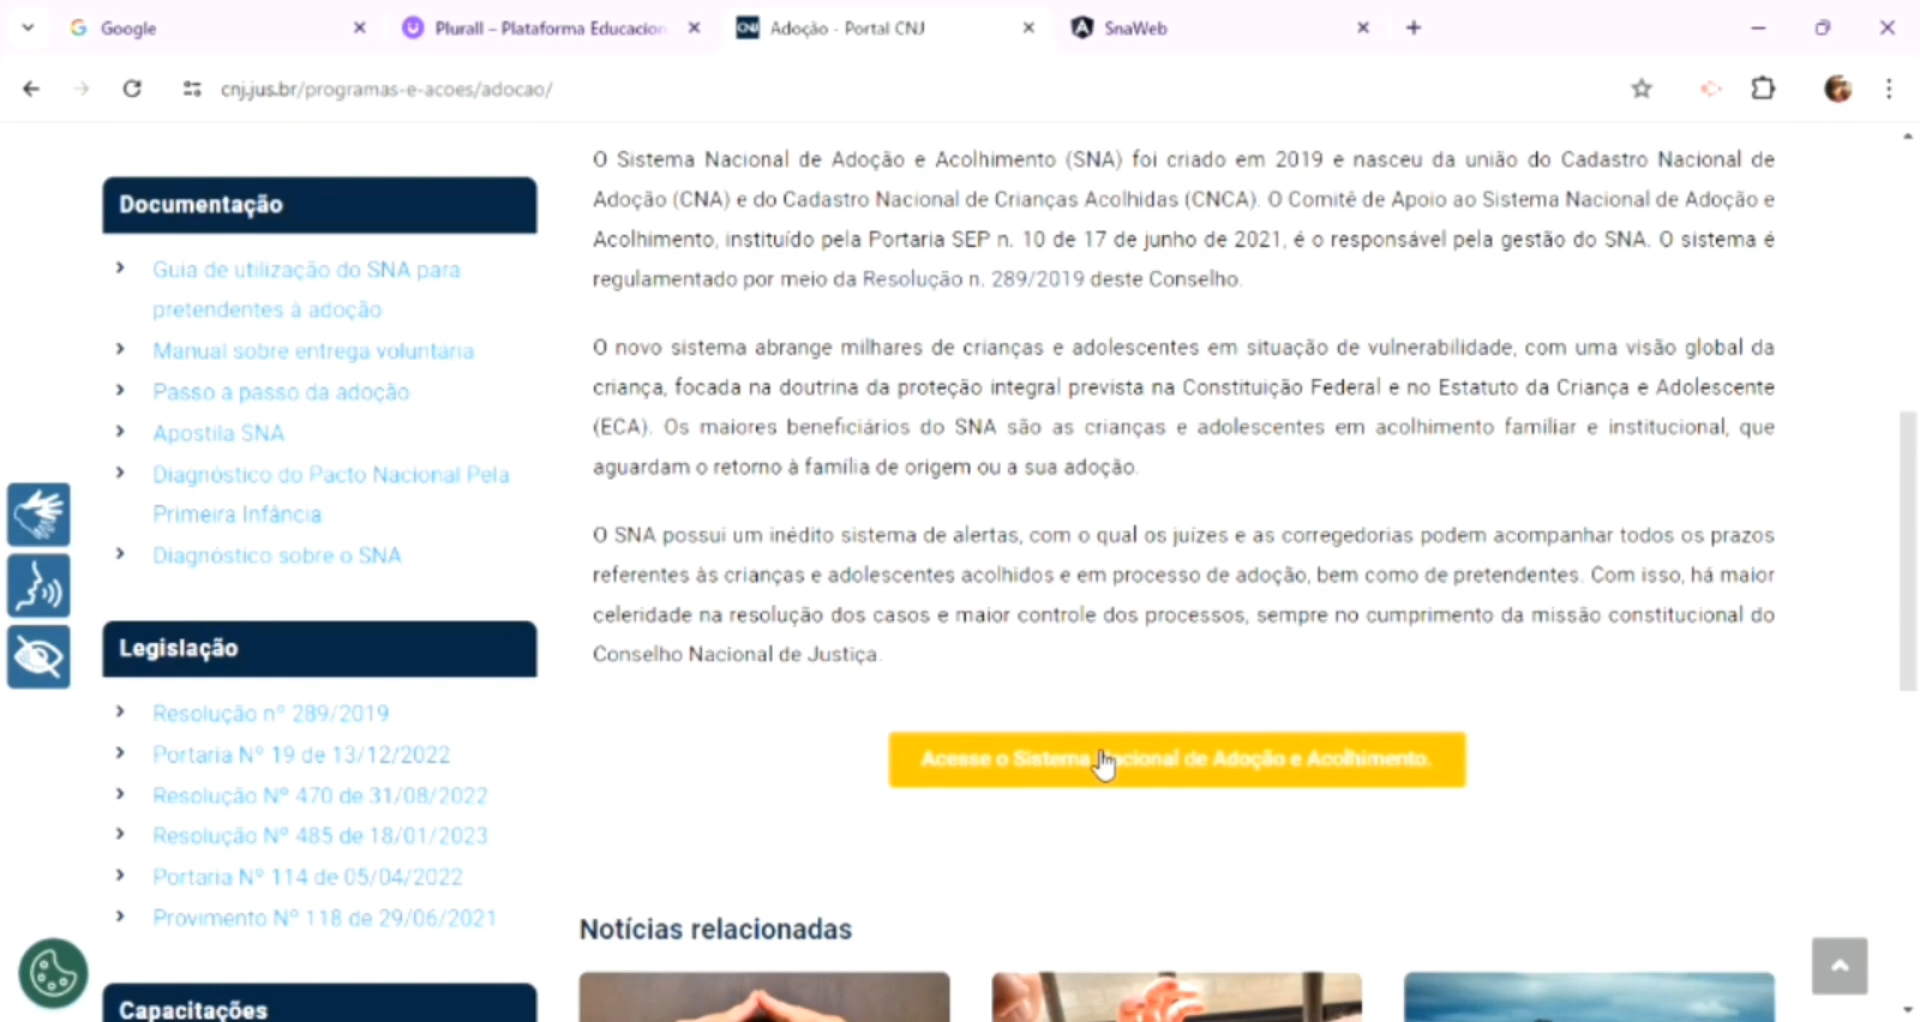 Google
Plurall – Plataforma Educacion
Adoção - Portal CNJ
SnaWeb
cnj.jus.br/programas-e-acoes/adocao/
Documentação
Guia de utilização do SNA para
pretendentes à adoção
Manual sobre entrega voluntária
Passo a passo da adoção
Apostila SNA
Diagnóstico do Pacto Nacional Pela
Primeira Infância
Diagnóstico sobre o SNA
Legislação
Resolução nº 289/2019
Portaria Nº 19 de 13/12/2022
Resolução Nº 470 de 31/08/2022
Resolução Nº 485 de 18/01/2023
Portaria Nº 114 de 05/04/2022
Provimento Nº 118 de 29/06/2021
Capacitações
O Sistema Nacional de Adoção e Acolhimento (SNA) foi criado em 2019 e nasceu da união do Cadastro Nacional de
Adoção (CNA) e do Cadastro Nacional de Crianças Acolhidas (CNCA). O Comitê de Apoio ao Sistema Nacional de Adoção e
Acolhimento, instituído pela Portaria SEP n. 10 de 17 de junho de 2021, é o responsável pela gestão do SNA. O sistema é
regulamentado por meio da Resolução n. 289/2019 deste Conselho.
O novo sistema abrange milhares de crianças e adolescentes em situação de vulnerabilidade, com uma visão global da
criança, focada na doutrina da proteção integral prevista na Constituição Federal e no Estatuto da Criança e Adolescente
(ECA). Os maiores beneficiários do SNA são as crianças e adolescentes em acolhimento familiar e institucional, que
aguardam o retorno à família de origem ou a sua adoção.
O SNA possui um inédito sistema de alertas, com o qual os juízes e as corregedorias podem acompanhar todos os prazos
referentes às crianças e adolescentes acolhidos e em processo de adoção, bem como de pretendentes. Com isso, há maior
celeridade na resolução dos casos e maior controle dos processos, sempre no cumprimento da missão constitucional do
Conselho Nacional de Justiça.
Acesse o Sistema Nacional de Adoção e Acolhimento.
Notícias relacionadas